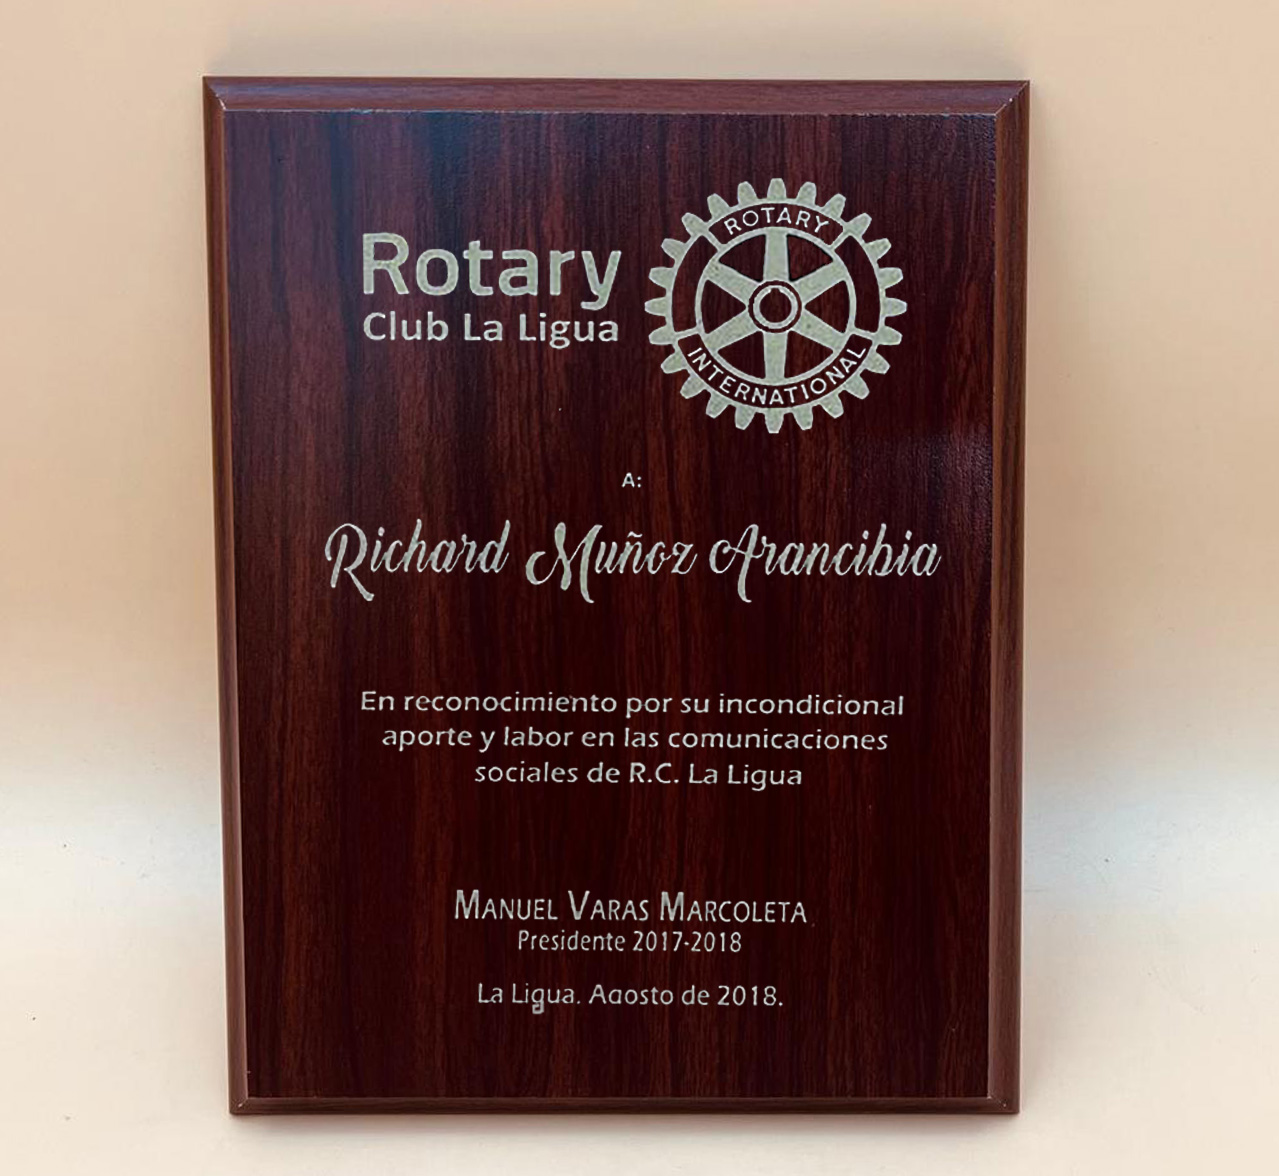 Rotary
Club La Ligua
ROTARY
INTERNATIONAL
A:
Richard Muñoz Arancibia
En reconocimiento por su incondicional
aporte y labor en las comunicaciones
sociales de R.C. La Ligua
MANUEL VARAS MARCOLETA
Presidente 2017-2018
La Ligua. Agosto de 2018.